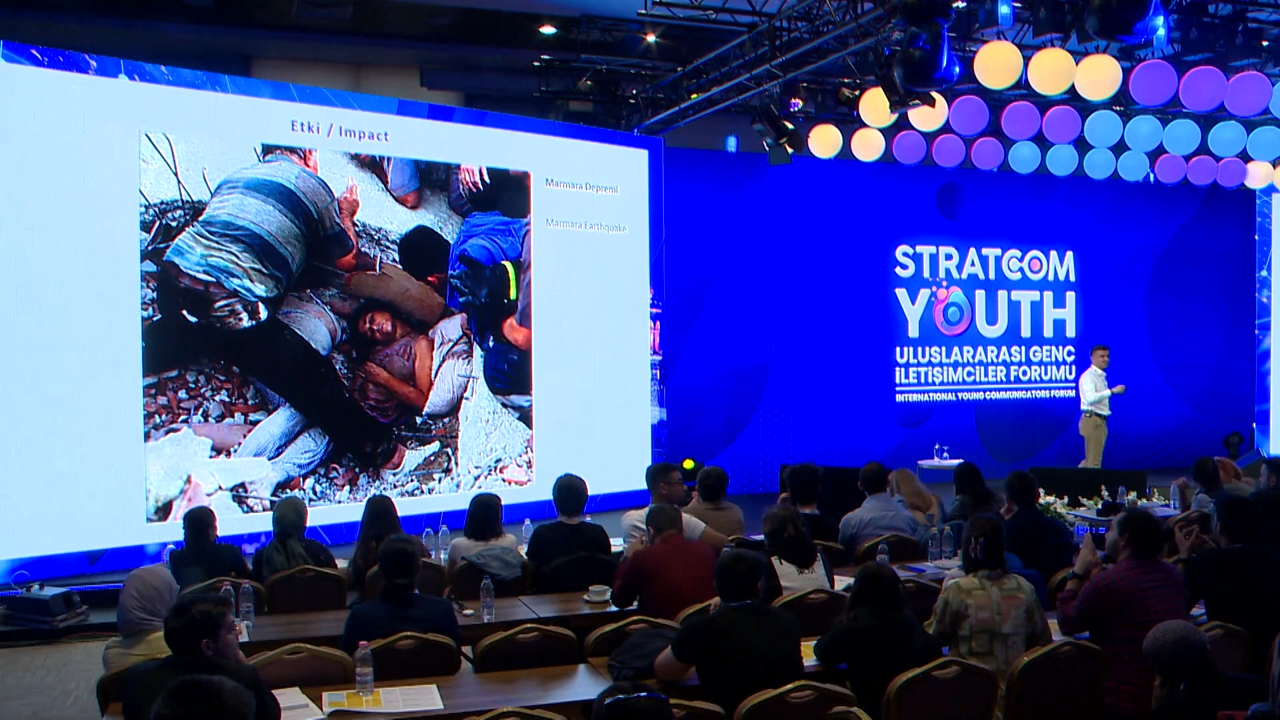 Etki / Impact
Marmara Depremi
Marmara Earthquake
STRATCOM
YOUTH
ULUSLARARASI GENÇ
İLETİŞİMCİLER FORUMU
INTERNATIONAL YOUNG COMMUNICATORS FORUM